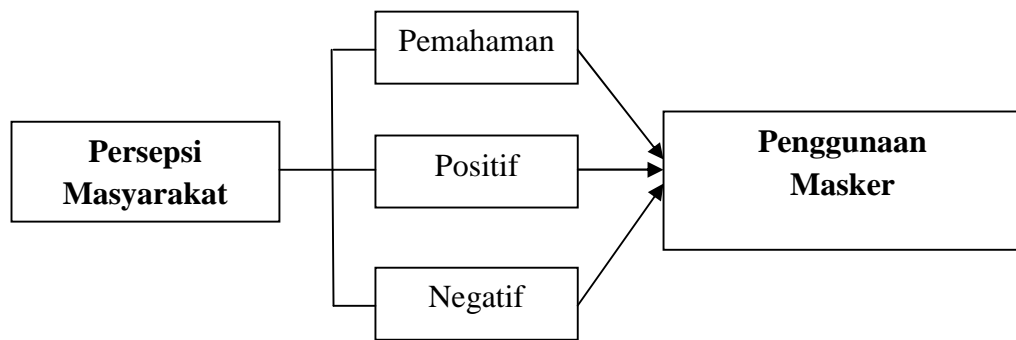 Pemahaman
Persepsi
Masyarakat
Positif
Negatif
Penggunaan
Masker